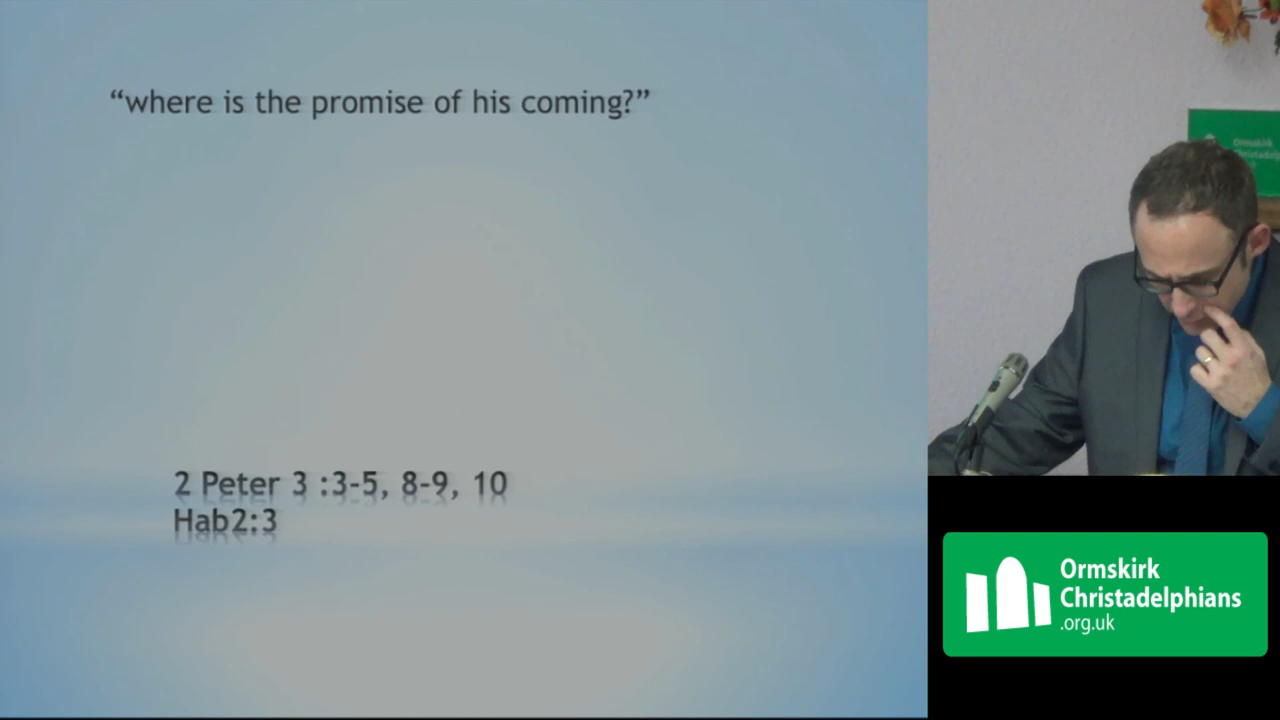 “where is the promise of his coming?”
2 Peter 3 :3-5, 8-9, 10
Hab2:3
Ormskirk
Ormskirk
Christadelphians
.org.uk